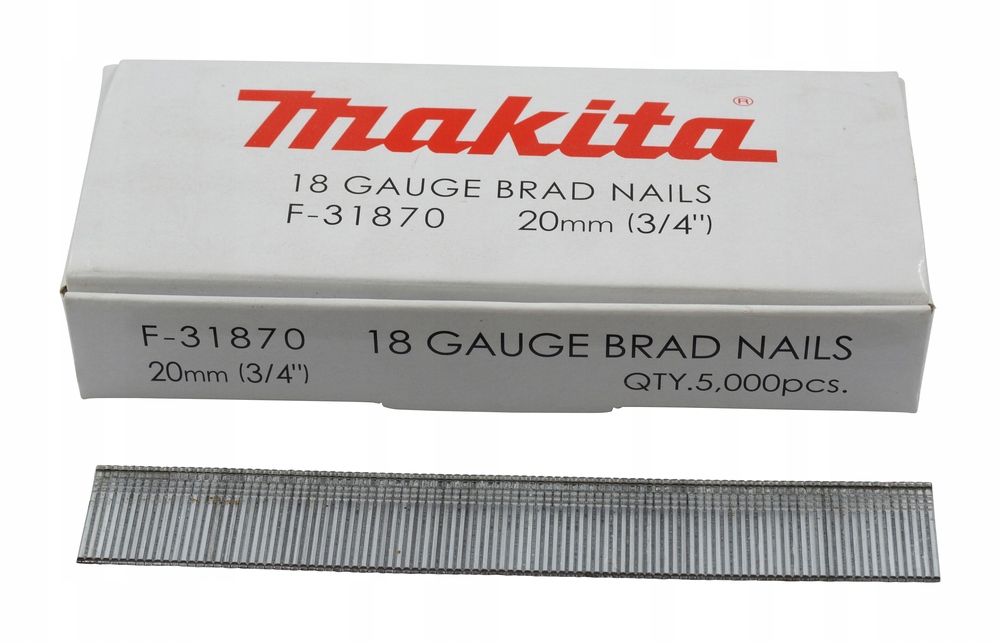 makita®
18 GAUGE BRAD NAILS
F-31870 20mm (3/4")
F-31870 18 GAUGE BRAD NAILS
20mm (3/4") QTY.5,000pcs.